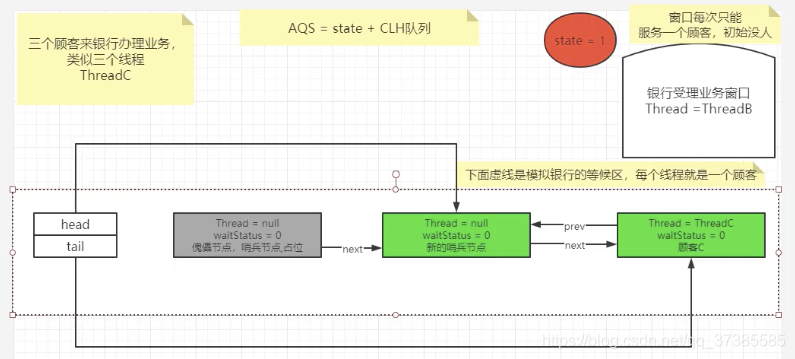 三个顾客来银行办理业务，
类似三个线程
ThreadC
AQS = state + CLH队列
state = 1
窗口每次只能
服务一个顾客，初始没人
银行受理业务窗口
Thread =ThreadB
下面虚线是模拟银行的等候区，每个线程就是一个顾客
head
tail
Thread = null
waitStatus = 0
傀儡节点，哨兵节点,占位
next
Thread = null
waitStatus = 0
新的哨兵节点
prev
next
Thread = ThreadC
waitStatus = 0
顾客C
https://blog.csdn.net/qq_37385585